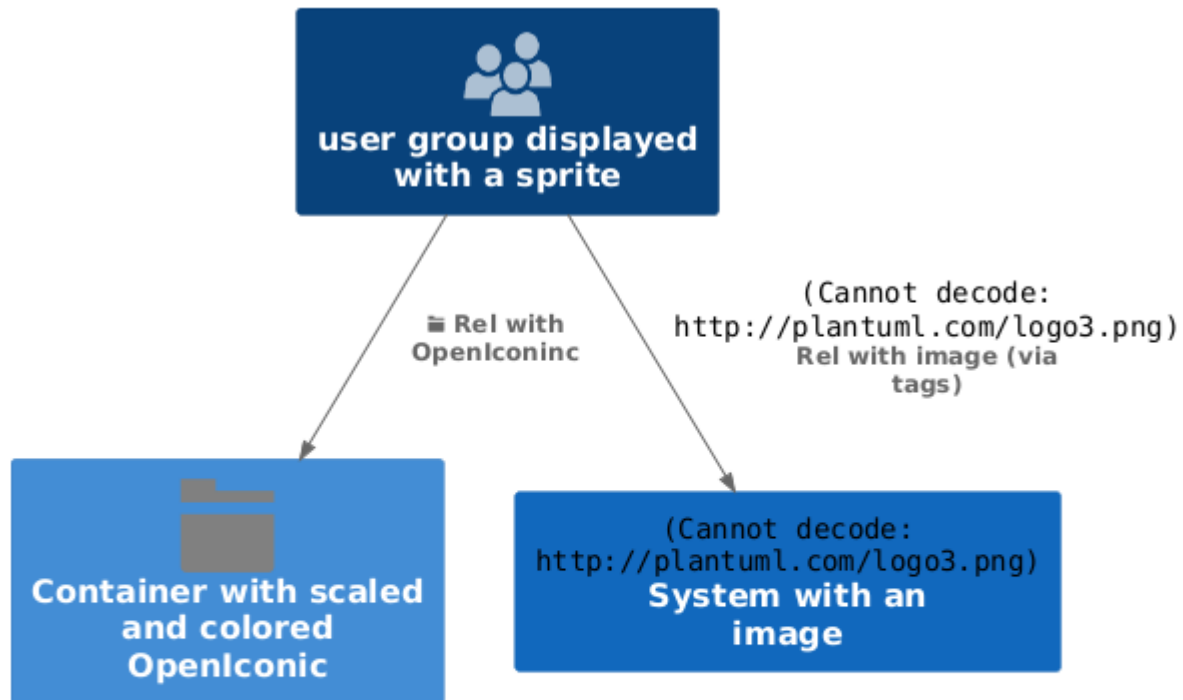 user group displayed
with a sprite
Rel with
OpenIconinc
(Cannot decode:
http://plantuml.com/logo3.png)
Rel with image (via
tags)
Container with scaled
and colored
OpenIconic
(Cannot decode:
http://plantuml.com/logo3.png)
System with an
image